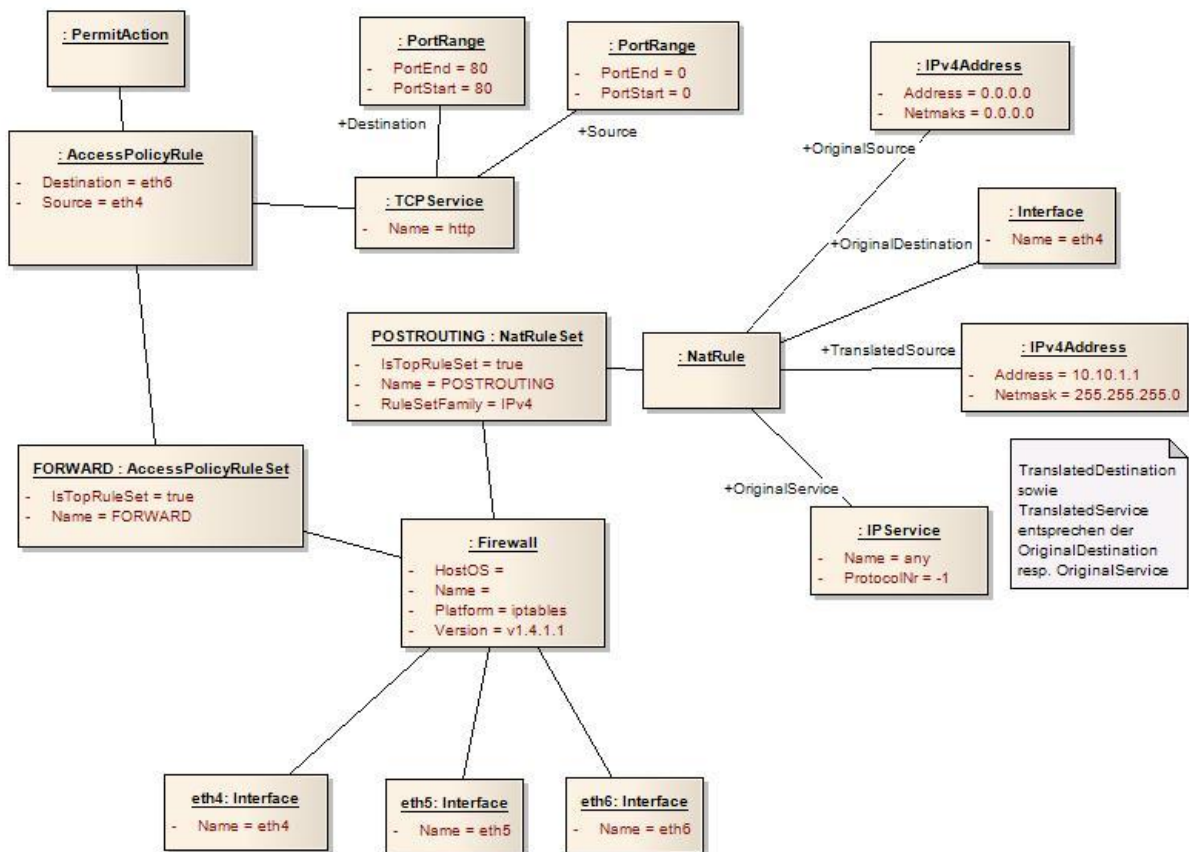 : PermitAction
: PortRange
- PortEnd = 80
- PortStart = 80
: PortRange
- PortEnd = 0
- PortStart = 0
: IPv4Address
- Address = 0.0.0.0
- Netmaks = 0.0.0.0
+Destination
+Source
+OriginalSource
: AccessPolicyRule
- Destination = eth6
- Source = eth4
: TCPService
- Name = http
: Interface
- Name = eth4
+OriginalDestination
POSTROUTING : NatRuleSet
- IsTopRuleSet = true
- Name = POSTROUTING
- RuleSetFamily = IPv4
: NatRule
+TranslatedSource
: IPv4Address
- Address = 10.10.1.1
- Netmask = 255.255.255.0
FORWARD : AccessPolicyRuleSet
- IsTopRuleSet = true
- Name = FORWARD
+OriginalService
TranslatedDestination
sowie
TranslatedService
entsprechen der
OriginalDestination
resp. OriginalService
: Firewall
- HostOS =
- Name =
- Platform = iptables
- Version = v1.4.1.1
: IPService
- Name = any
- ProtocolNr = -1
eth4: Interface
- Name = eth4
eth5: Interface
- Name = eth5
eth6: Interface
- Name = eth6